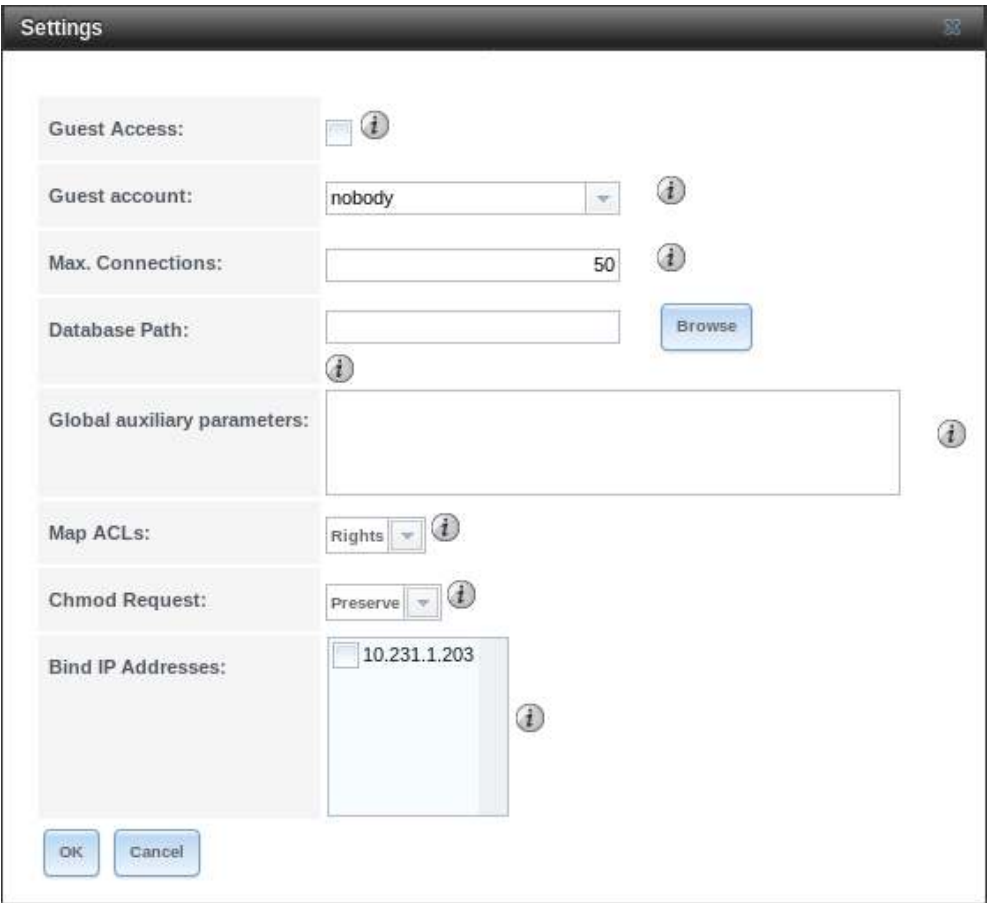 Settings
Guest Access:
Guest account:
nobody
Max. Connections:
50
Database Path:
Browse
Global auxiliary parameters:
Map ACLs:
Rights
Chmod Request:
Preserve
Bind IP Addresses:
10.231.1.203
OK
Cancel